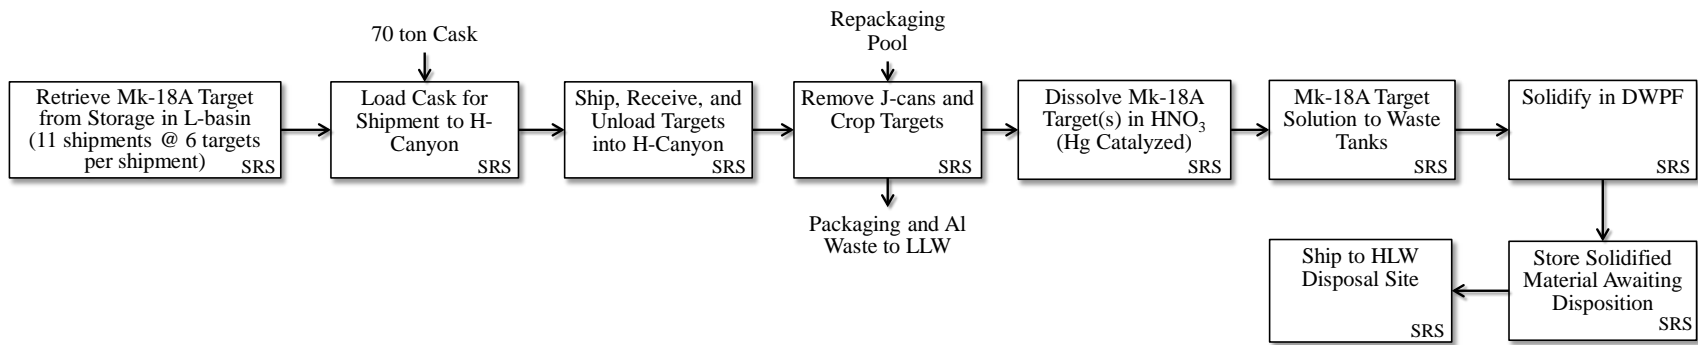 70 ton Cask
Repackaging
Pool
Retrieve Mk-18A Target
from Storage in L-basin
(11 shipments @ 6 targets
per shipment)
SRS
Load Cask for
Shipment to H-
Canyon
SRS
Ship, Receive, and
Unload Targets
into H-Canyon
SRS
Remove J-cans and
Crop Targets
SRS
Packaging and Al
Waste to LLW
Dissolve Mk-18A
Target(s) in HNO₃
(Hg Catalyzed)
SRS
Mk-18A Target
Solution to Waste
Tanks
SRS
Solidify in DWPF
SRS
Store Solidified
Material Awaiting
Disposition
SRS
Ship to HLW
Disposal Site
SRS